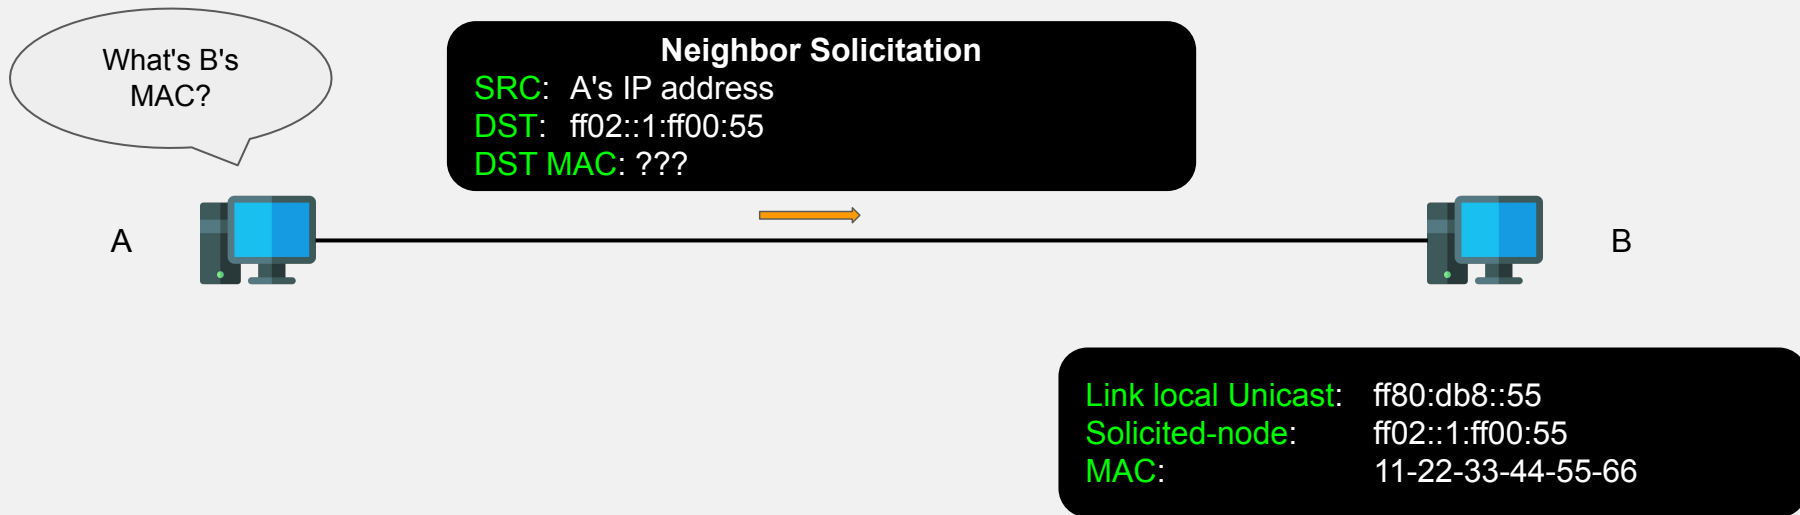 What's B's
MAC?
Neighbor Solicitation
SRC: A's IP address
DST: ff02::1:ff00:55
DST MAC: ???
A
B
Link local Unicast: ff80:db8::55
Solicited-node: ff02::1:ff00:55
MAC: 11-22-33-44-55-66